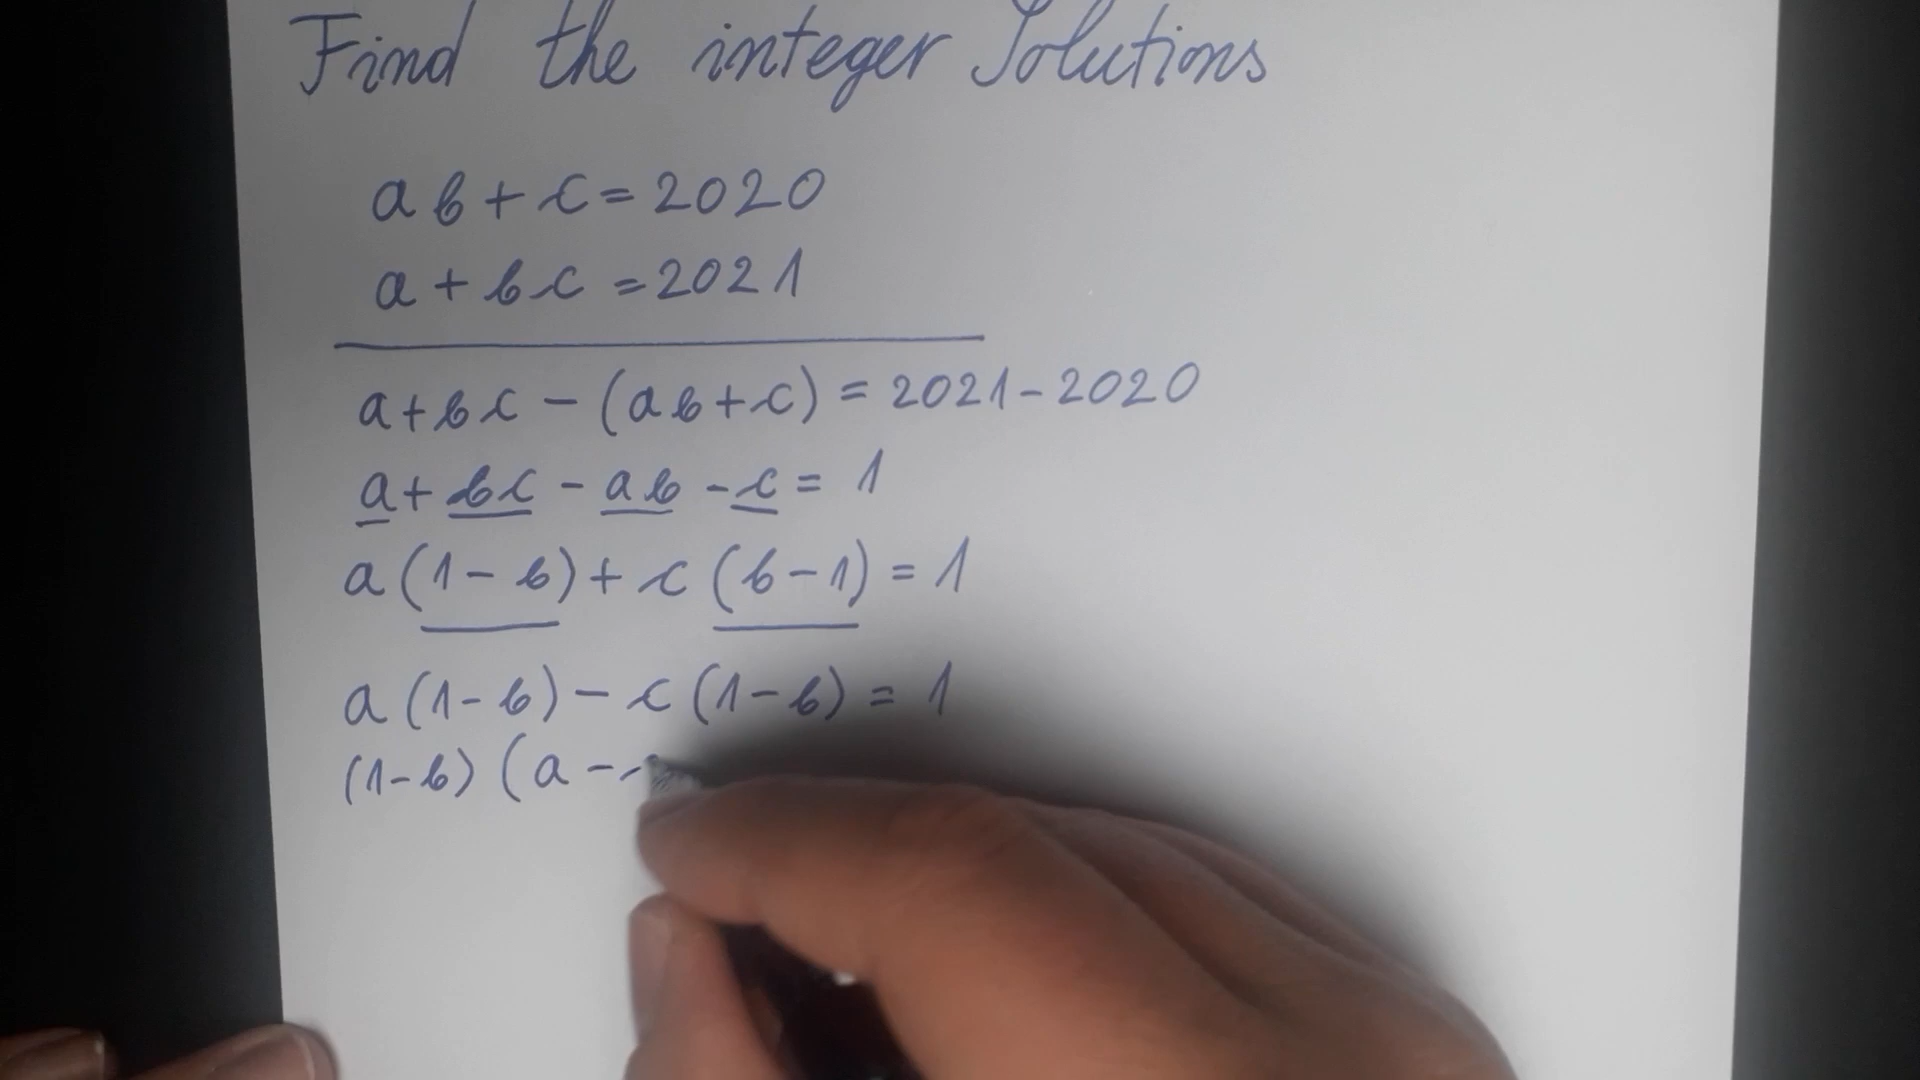 Find the integer Solutions
ab+c=2020
a+bc=2021
a+bc-(ab+c)=2021-2020
a+bc-ab-c=1
a(1-b)+c(b-1)=1
a(1-b)-c(1-b)=1
(1-b)(a-